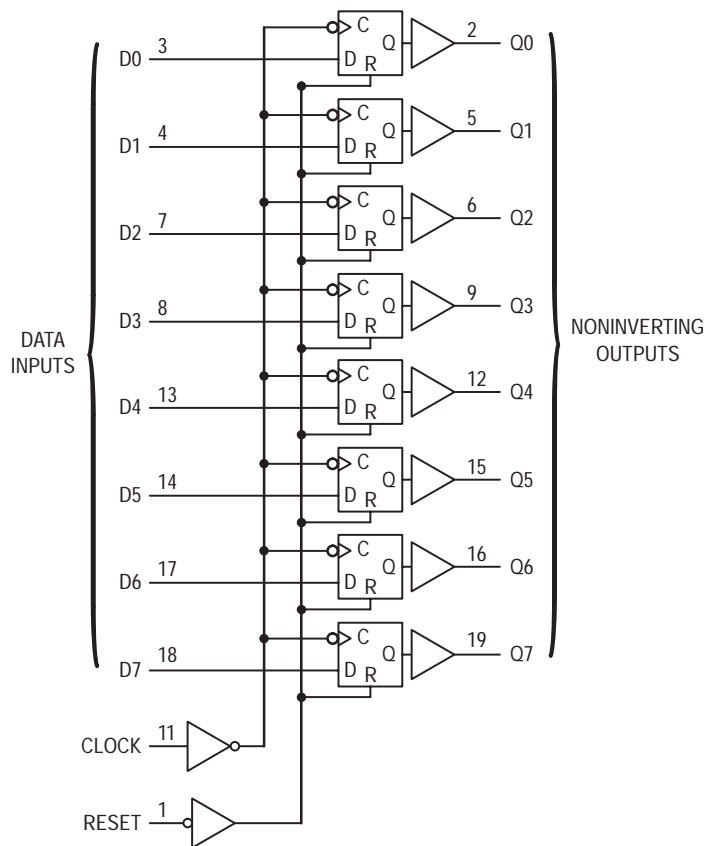 C
Q
2
Q0
D0
3
D
R
C
Q
5
Q1
D1
4
D
R
C
Q
6
Q2
D2
7
D
R
C
Q
9
Q3
D3
8
D
R
DATA
INPUTS
NONINVERTING
OUTPUTS
C
Q
12
Q4
D4
13
D
R
C
Q
15
Q5
D5
14
D
R
C
Q
16
Q6
D6
17
D
R
C
Q
19
Q7
D7
18
D
R
CLOCK
11
RESET
1